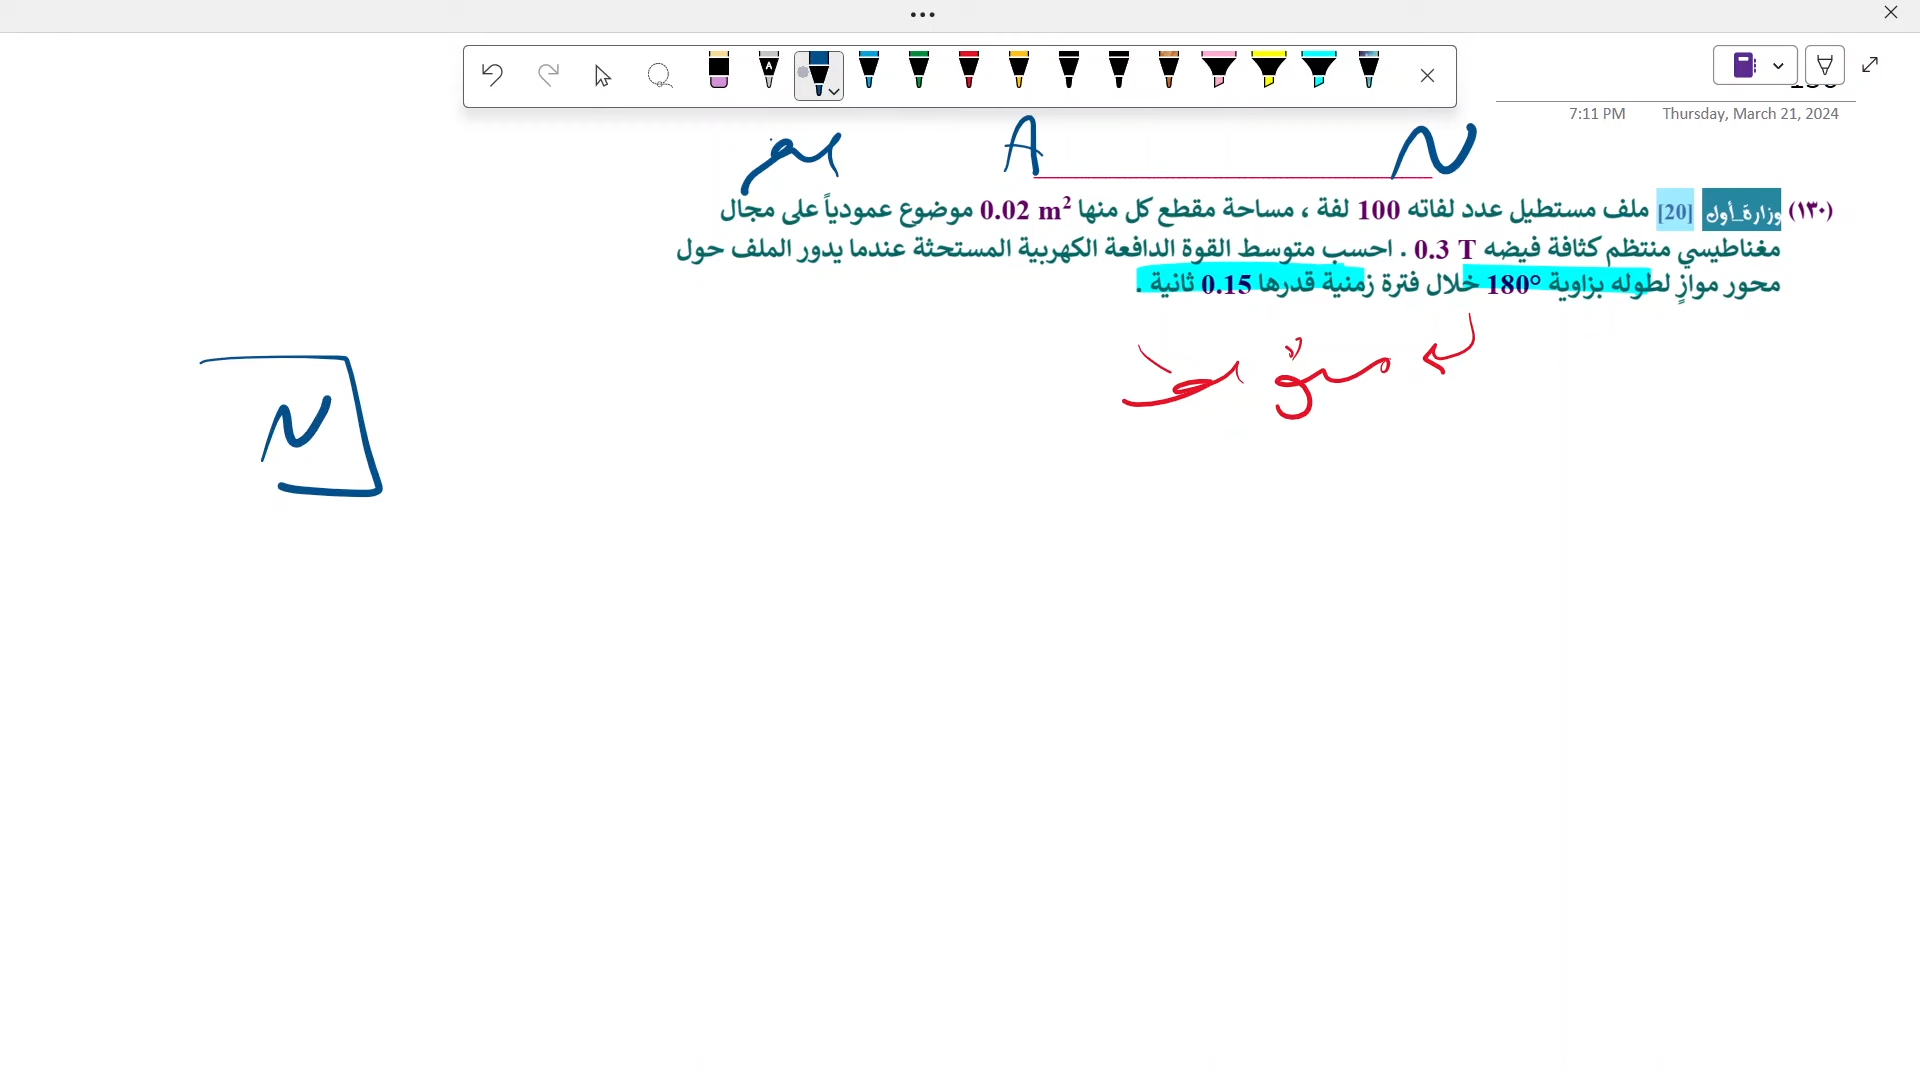 7:11 PM Thursday, March 21, 2024
A N
(١٣٠) وزارة_أول [20] ملف مستطيل عدد لفاته 100 لفة ، مساحة مقطع كل منها 0.02 m² موضوع عمودياً على مجال
مغناطيسي منتظم كثافة فيضه 0.3 T . احسب متوسط القوة الدافعة الكهربية المستحثة عندما يدور الملف حول
محور موازٍ لطوله بزاوية 180° خلال فترة زمنية قدرها 0.15 ثانية .
N